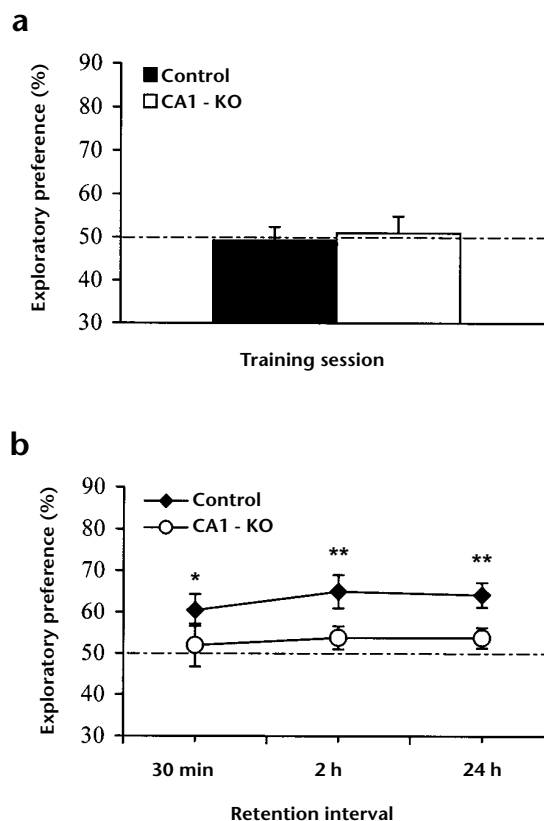 a
Exploratory preference (%)
90
80
70
60
50
40
30
Control
CA1 - KO
Training session
b
Exploratory preference (%)
90
80
70
60
50
40
30
Control
CA1 - KO
*
**
**
30 min
2 h
24 h
Retention interval